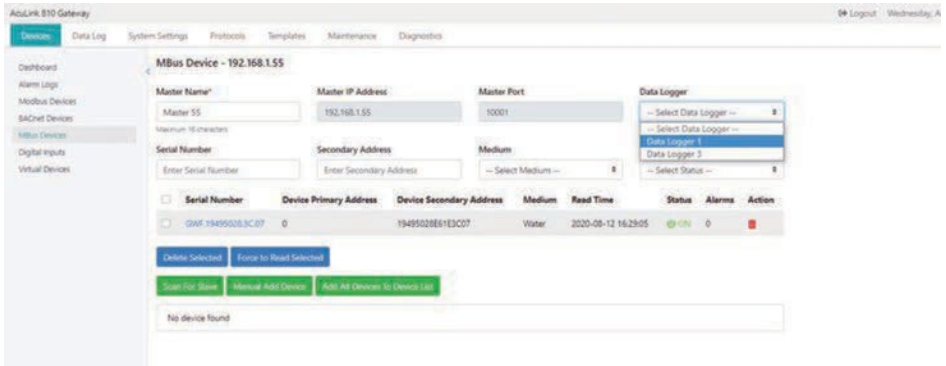 AcuLink 810 Gateway
Logout Wednesday, A
Devices Data Log System Settings Protocols Templates Maintenance Diagnostics
Dashboard
Alarm Logs
Modbus Devices
BACnet Devices
MBus Devices
Digital Inputs
Virtual Devices
MBus Device - 192.168.1.55
Master Name* Master IP Address Master Port Data Logger
Master 55 192.168.1.55 10001 -- Select Data Logger --
Maximum 16 characters
-- Select Data Logger --
Data Logger 1
Data Logger 3
Serial Number Secondary Address Medium
Enter Serial Number Enter Secondary Address -- Select Medium -- -- Select Status --
Serial Number Device Primary Address Device Secondary Address Medium Read Time Status Alarms Action
0 19495028E61E3C07 Water 2020-08-12 16:29:05 ON 0
Delete Selected Force to Read Selected
Scan For Slave Manual Add Device Add All Devices To Device List
No device found